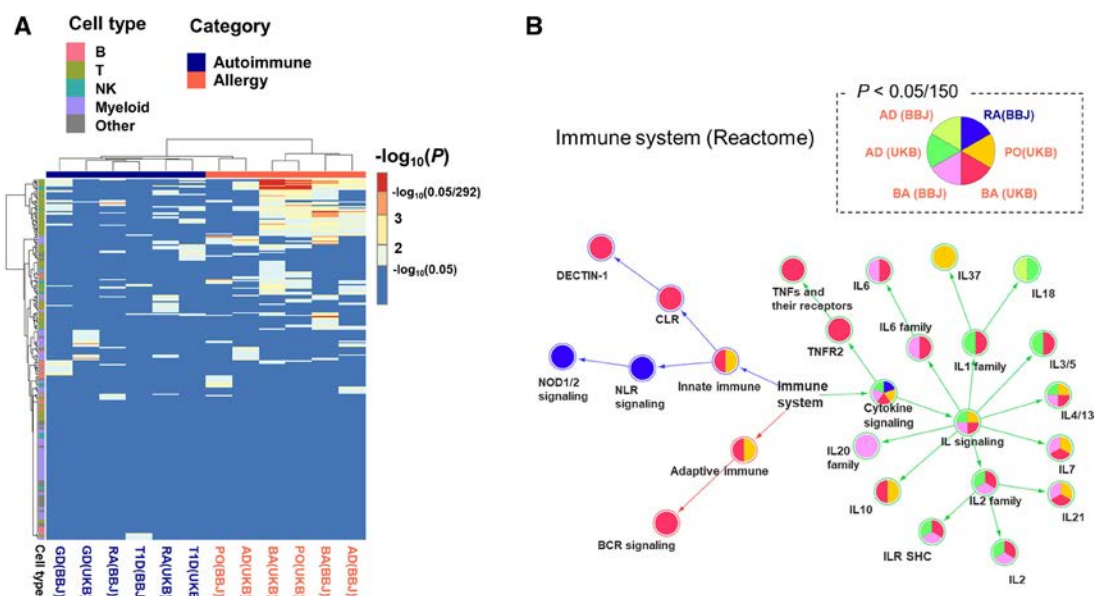 A
Cell type
B
T
NK
Myeloid
Other
Category
Autoimmune
Allergy
-log10(P)
-log10(0.05/292)
3
2
-log10(0.05)
Cell type
GD(BBJ)
GD(UKB)
RA(BBJ)
T1D(BBJ)
RA(UKB)
T1D(UKB)
PO(BBJ)
AD(UKB)
BA(UKB)
PO(UKB)
BA(BBJ)
AD(BBJ)
B
P < 0.05/150
AD (BBJ)
RA(BBJ)
AD (UKB)
PO(UKB)
BA (BBJ)
BA (UKB)
Immune system (Reactome)
DECTIN-1
CLR
NOD1/2
signaling
NLR
signaling
Innate immune
Immune
system
Adaptive immune
BCR signaling
TNFs and
their receptors
TNFR2
Cytokine
signaling
IL6
IL6 family
IL37
IL18
IL1 family
IL3/5
IL4/13
IL signaling
IL7
IL20
family
IL10
IL2 family
IL21
ILR SHC
IL2